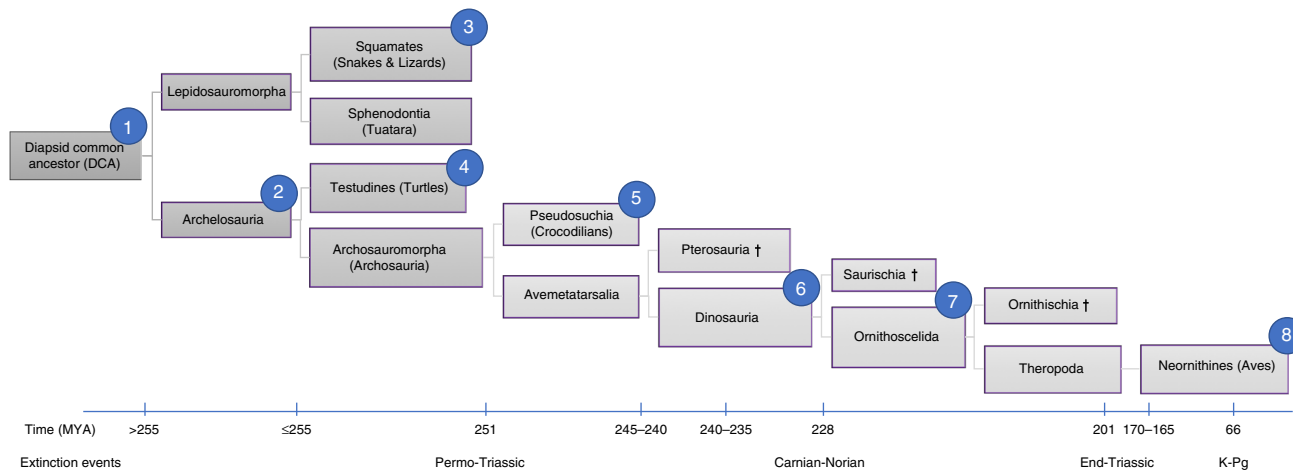 3
Squamates
(Snakes & Lizards)
Lepidosauromorpha
1
Sphenodontia
(Tuatara)
Diapsid common
ancestor (DCA)
4
2
Testudines (Turtles)
5
Archelosauria
Pseudosuchia
(Crocodilians)
Archosauromorpha
(Archosauria)
Pterosauria †
Avemetatarsalia
6
Saurischia †
Dinosauria
7
Ornithischia †
Ornithoscelida
8
Theropoda
Neornithines (Aves)
Time (MYA) >255 ≤255 251 245–240 240–235 228 201 170–165 66
Extinction events Permo-Triassic Carnian-Norian End-Triassic K-Pg